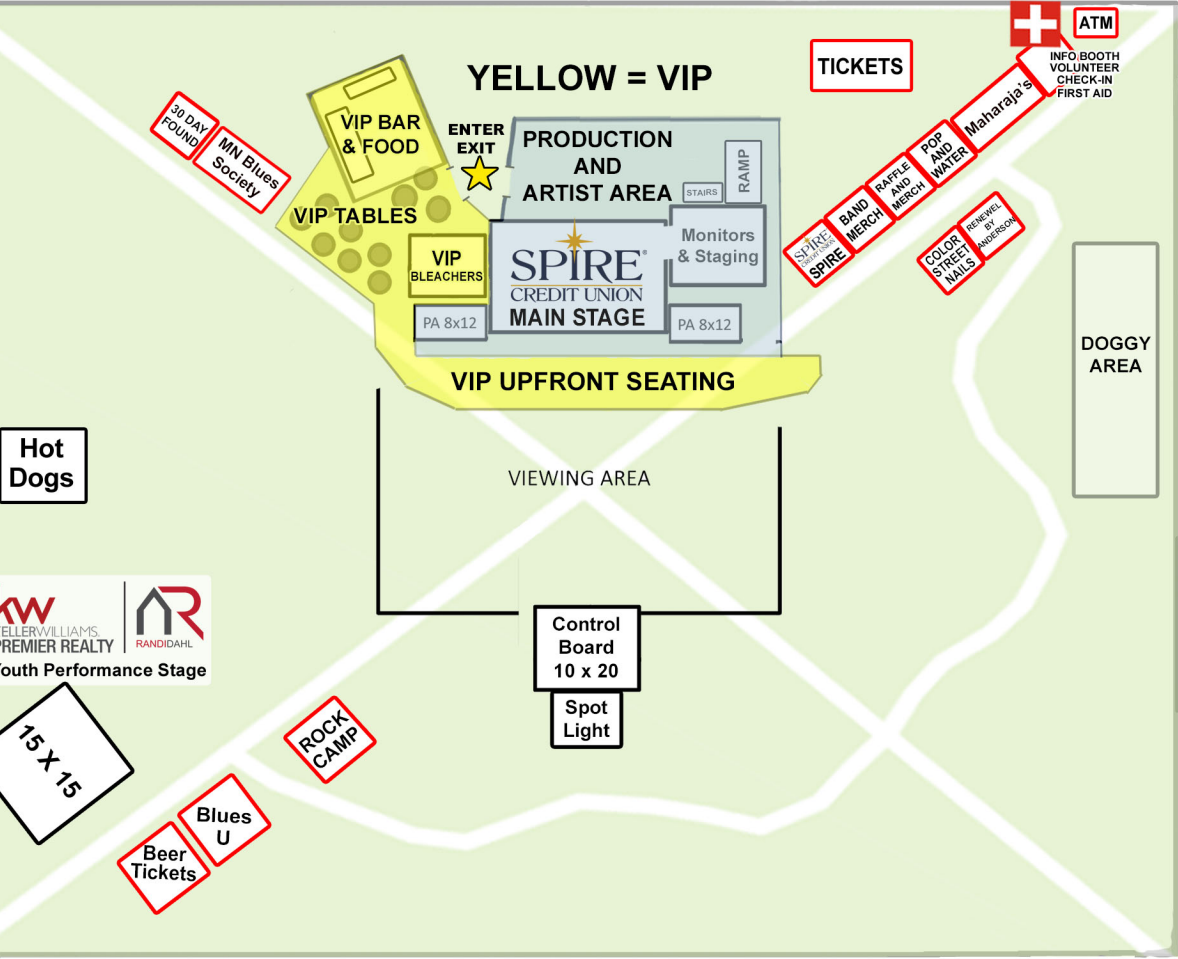 YELLOW = VIP
TICKETS
ATM
INFO BOOTH
VOLUNTEER
CHECK-IN
FIRST AID
30 DAY
FOUND
MN Blues
Society
VIP BAR
& FOOD
ENTER
EXIT
PRODUCTION
AND
ARTIST AREA
STAIRS
RAMP
Maharaja's
POP
AND
WATER
RAFFLE
AND
MERCH
BAND
MERCH
SPIRE
CREDIT UNION
SPIRE
RENEWEL
BY
ANDERSON
COLOR
STREET
NAILS
VIP TABLES
VIP
BLEACHERS
SPIRE®
CREDIT UNION
MAIN STAGE
Monitors
& Staging
PA 8x12
PA 8x12
VIP UPFRONT SEATING
DOGGY
AREA
Hot
Dogs
VIEWING AREA
KW
ELLERWILLIAMS.
PREMIER REALTY
RANDIDAHL
Youth Performance Stage
Control
Board
10 x 20
Spot
Light
15 X 15
ROCK
CAMP
Blues
U
Beer
Tickets